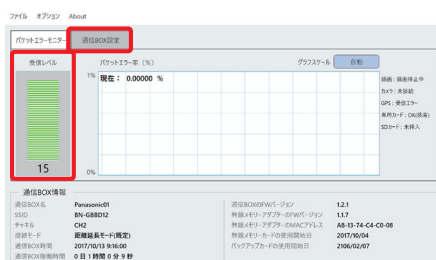 ファイル オプション About
パケットエラーモニター 通信BOX設定
受信レベル パケットエラー率 (%) グラフスケール 自動
1% 現在: 0.00000 %
録画: 録画停止中
カメラ: 未接続
GPS: 受信エラー
専用カード: OK(装着)
SDカード: 未挿入
15 0%
通信BOX情報
通信BOX名 Panasonic01 通信BOXのFWバージョン 1.2.1
SSID BN-GBBD12 無線メモリーアダプターのFWバージョン 1.1.7
チャネル CH2 無線メモリーアダプターのMACアドレス A8-13-74-C4-C0-08
接続モード 距離延長モード(既定) 無線メモリーカードの使用開始日 2017/10/04
通信BOX時間 2017/10/13 9:16:00 バックアップカードの使用開始日 2106/02/07
通信BOX稼働時間 0 日 1 時間 0 分 9 秒